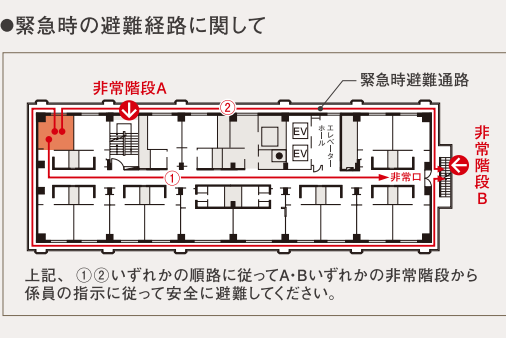 ●緊急時の避難経路に関して
緊急時避難通路
非常階段A
②
EV
EV
エレベーター
ホール
①
非常口
非常階段B
上記、①②いずれかの順路に従ってA・Bいずれかの非常階段から
係員の指示に従って安全に避難してください。